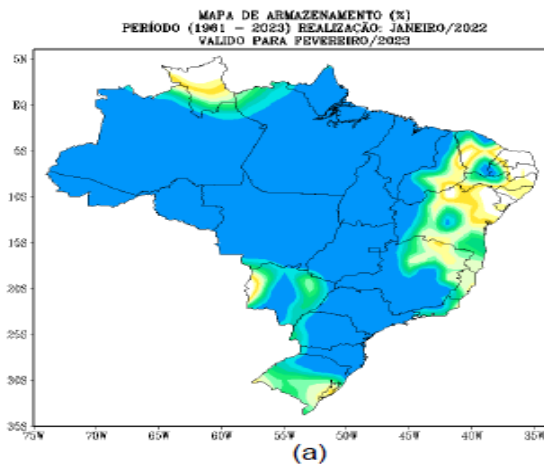 MAPA DE ARMAZENAMENTO (%)
PERÍODO (1961 – 2023) REALIZAÇÃO: JANEIRO/2022
VALIDO PARA FEVEREIRO/2023
5N
EQ
5S
10S
15S
20S
25S
30S
35S
75W 70W 65W 60W 55W 50W 45W 40W 35W
(a)